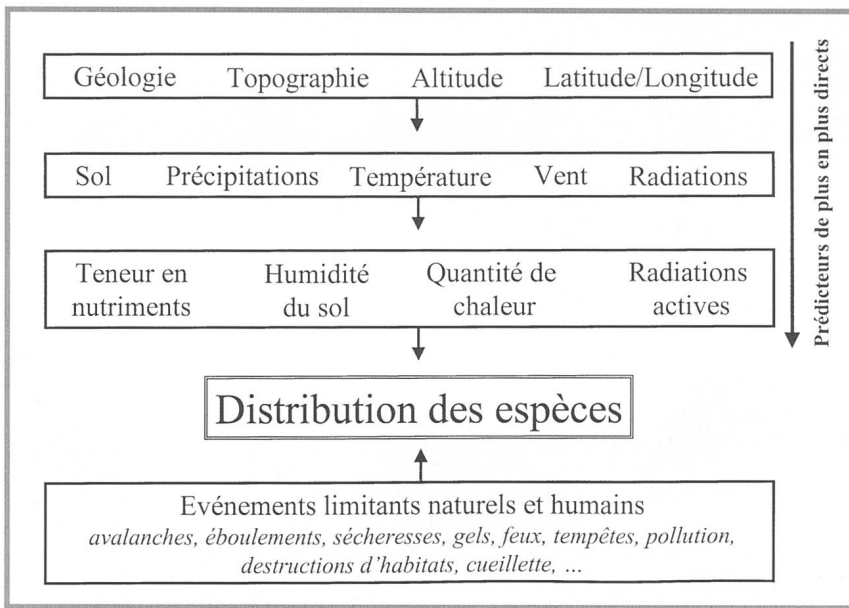 Géologie Topographie Altitude Latitude/Longitude
Sol Précipitations Température Vent Radiations
Teneur en nutriments
Humidité du sol
Quantité de chaleur
Radiations actives
Prédicteurs de plus en plus directs
Distribution des espèces
Evénements limitants naturels et humains
avalanches, éboulements, sécheresses, gels, feux, tempêtes, pollution,
destructions d'habitats, cueillette, ...